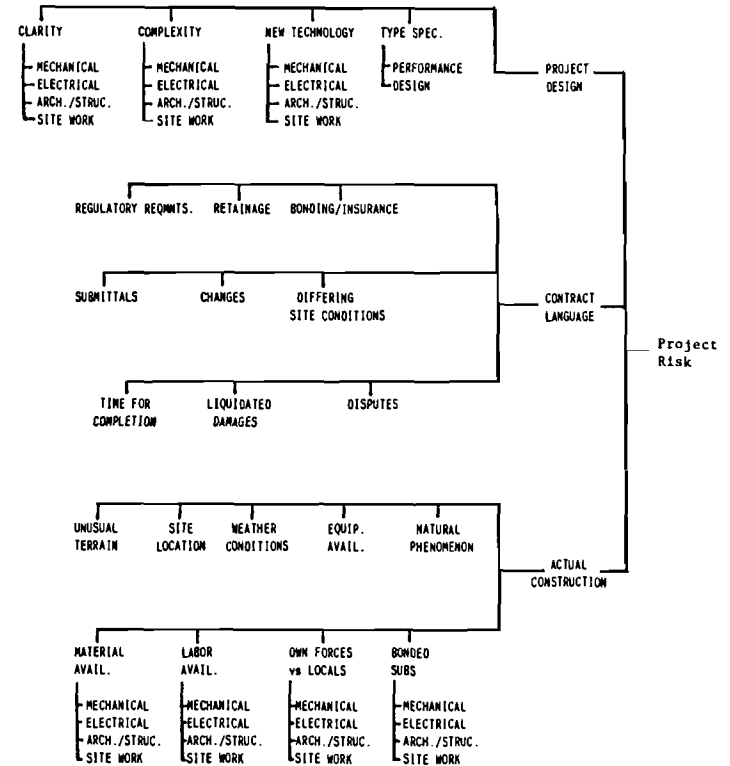 CLARITY
MECHANICAL
ELECTRICAL
ARCH./STRUC.
SITE WORK
COMPLEXITY
MECHANICAL
ELECTRICAL
ARCH./STRUC.
SITE WORK
NEW TECHNOLOGY
MECHANICAL
ELECTRICAL
ARCH./STRUC.
SITE WORK
TYPE SPEC.
PERFORMANCE
DESIGN
PROJECT
DESIGN
REGULATORY REQMNTS.
RETAINAGE
BONDING/INSURANCE
SUBMITTALS
CHANGES
DIFFERING
SITE CONDITIONS
CONTRACT
LANGUAGE
Project
Risk
TIME FOR
COMPLETION
LIQUIDATED
DAMAGES
DISPUTES
UNUSUAL
TERRAIN
SITE
LOCATION
WEATHER
CONDITIONS
EQUIP.
AVAIL.
NATURAL
PHENOMENON
ACTUAL
CONSTRUCTION
MATERIAL
AVAIL.
MECHANICAL
ELECTRICAL
ARCH./STRUC.
SITE WORK
LABOR
AVAIL.
MECHANICAL
ELECTRICAL
ARCH./STRUC.
SITE WORK
OWN FORCES
vs LOCALS
MECHANICAL
ELECTRICAL
ARCH./STRUC.
SITE WORK
BONDED
SUBS
MECHANICAL
ELECTRICAL
ARCH./STRUC.
SITE WORK